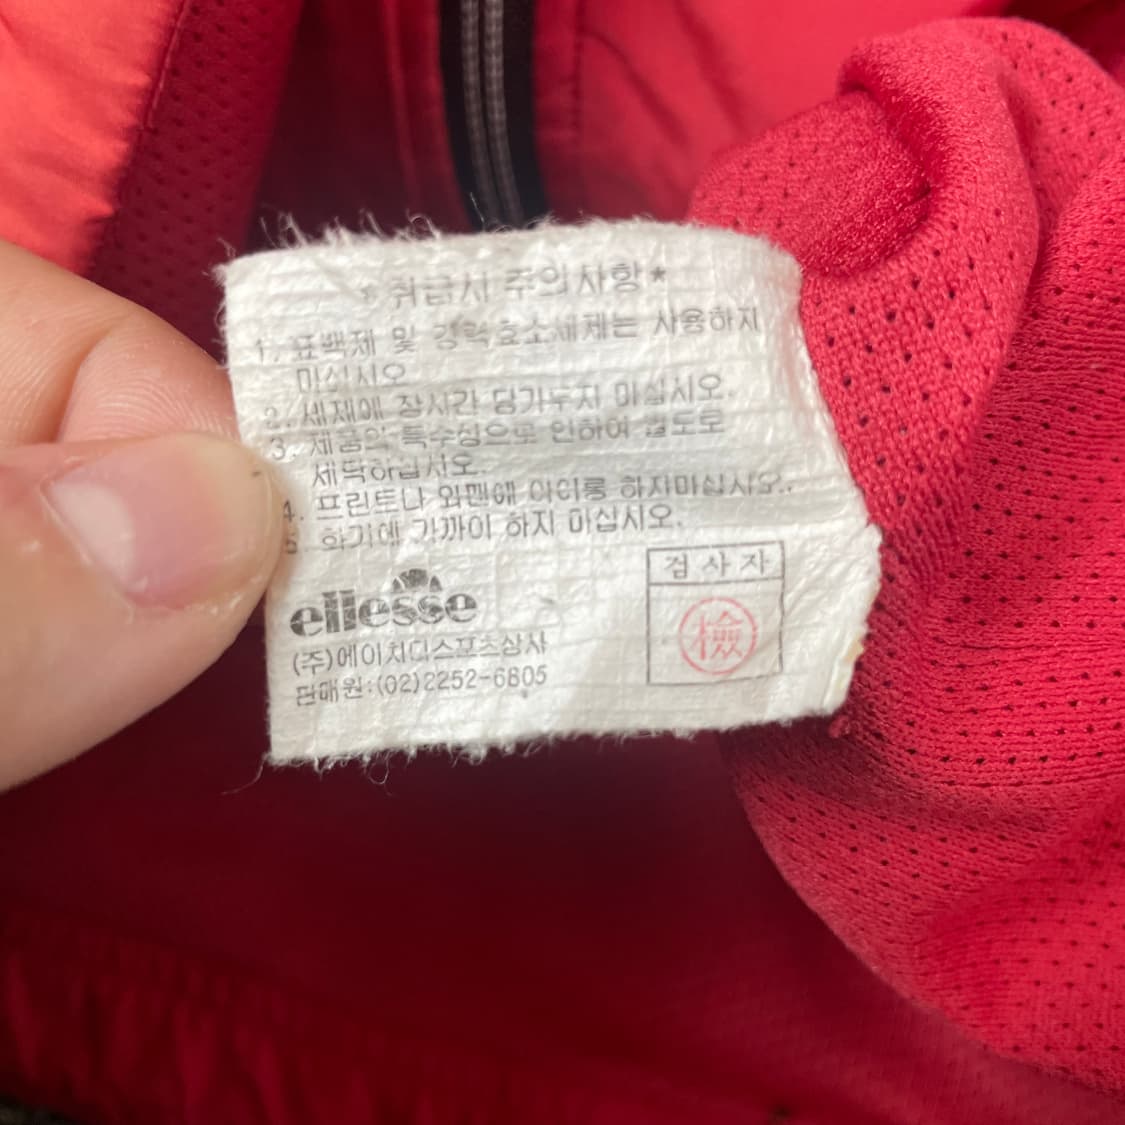 * 취급시 주의사항 *
1. 표백제 및 강력효소세제는 사용하지
마십시오
2. 세제에 장시간 담가두지 마십시오.
3. 제품의 특수성으로 인하여 별도로
세탁하십시오.
4. 프린트나 와펜에 아이롱 하지마십시오..
5. 화기에 가까이 하지 마십시오.
ellesse
(주)에이치디스포츠상사
판매원:(02)2252-6805
검사자
檢